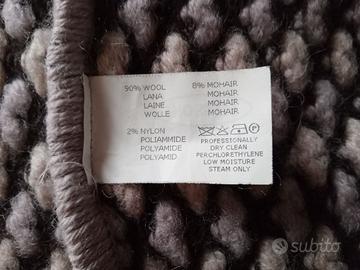 90% WOOL 8% MOHAIR
LANA MOHAIR
LAINE MOHAIR
WOLLE MOHAIR
2% NYLON
POLIAMMIDE PROFESSIONALLY
POLYAMIDE DRY CLEAN
POLYAMID PERCHLORETHYLENE
LOW MOISTURE
STEAM ONLY
subito